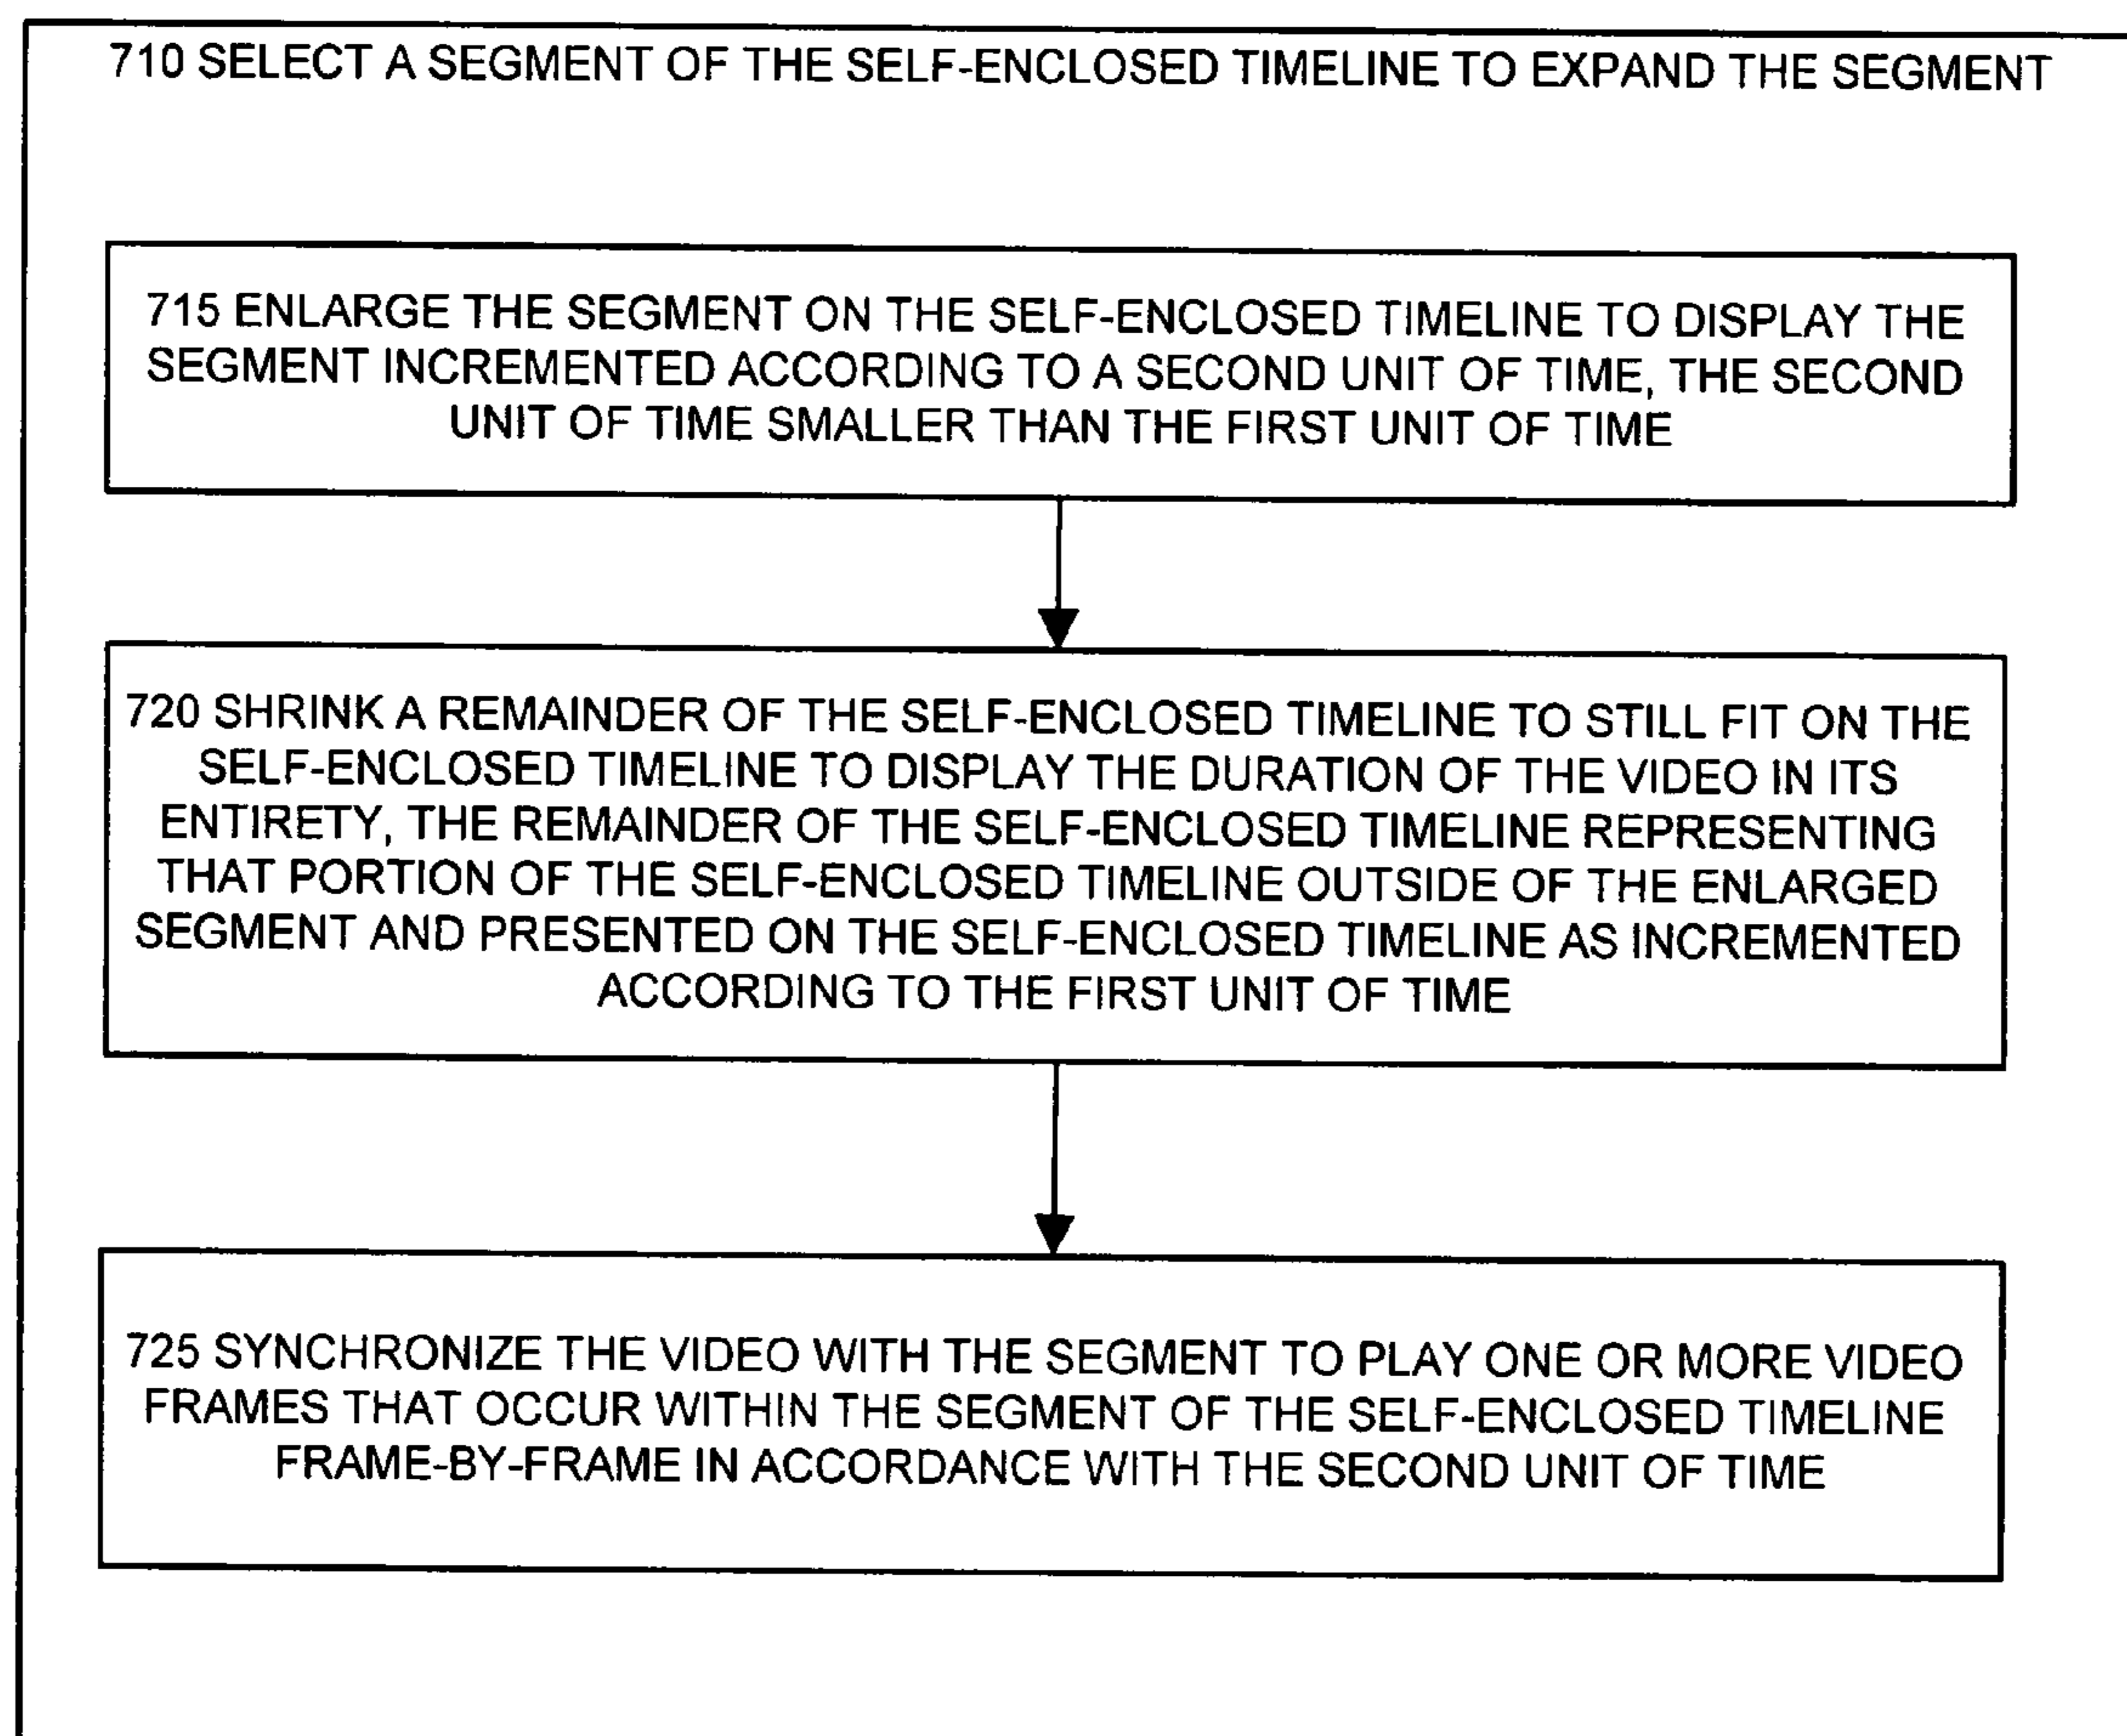 710 SELECT A SEGMENT OF THE SELF-ENCLOSED TIMELINE TO EXPAND THE SEGMENT
715 ENLARGE THE SEGMENT ON THE SELF-ENCLOSED TIMELINE TO DISPLAY THE
SEGMENT INCREMENTED ACCORDING TO A SECOND UNIT OF TIME, THE SECOND
UNIT OF TIME SMALLER THAN THE FIRST UNIT OF TIME
720 SHRINK A REMAINDER OF THE SELF-ENCLOSED TIMELINE TO STILL FIT ON THE
SELF-ENCLOSED TIMELINE TO DISPLAY THE DURATION OF THE VIDEO IN ITS
ENTIRETY, THE REMAINDER OF THE SELF-ENCLOSED TIMELINE REPRESENTING
THAT PORTION OF THE SELF-ENCLOSED TIMELINE OUTSIDE OF THE ENLARGED
SEGMENT AND PRESENTED ON THE SELF-ENCLOSED TIMELINE AS INCREMENTED
ACCORDING TO THE FIRST UNIT OF TIME
725 SYNCHRONIZE THE VIDEO WITH THE SEGMENT TO PLAY ONE OR MORE VIDEO
FRAMES THAT OCCUR WITHIN THE SEGMENT OF THE SELF-ENCLOSED TIMELINE
FRAME-BY-FRAME IN ACCORDANCE WITH THE SECOND UNIT OF TIME